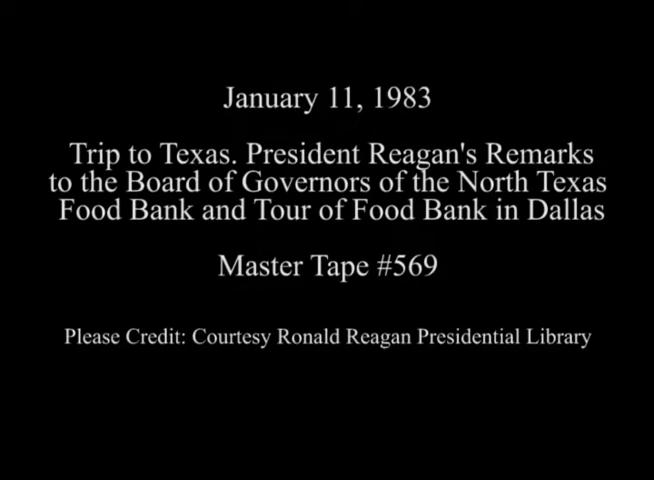 January 11, 1983
Trip to Texas. President Reagan's Remarks
to the Board of Governors of the North Texas
Food Bank and Tour of Food Bank in Dallas
Master Tape #569
Please Credit: Courtesy Ronald Reagan Presidential Library